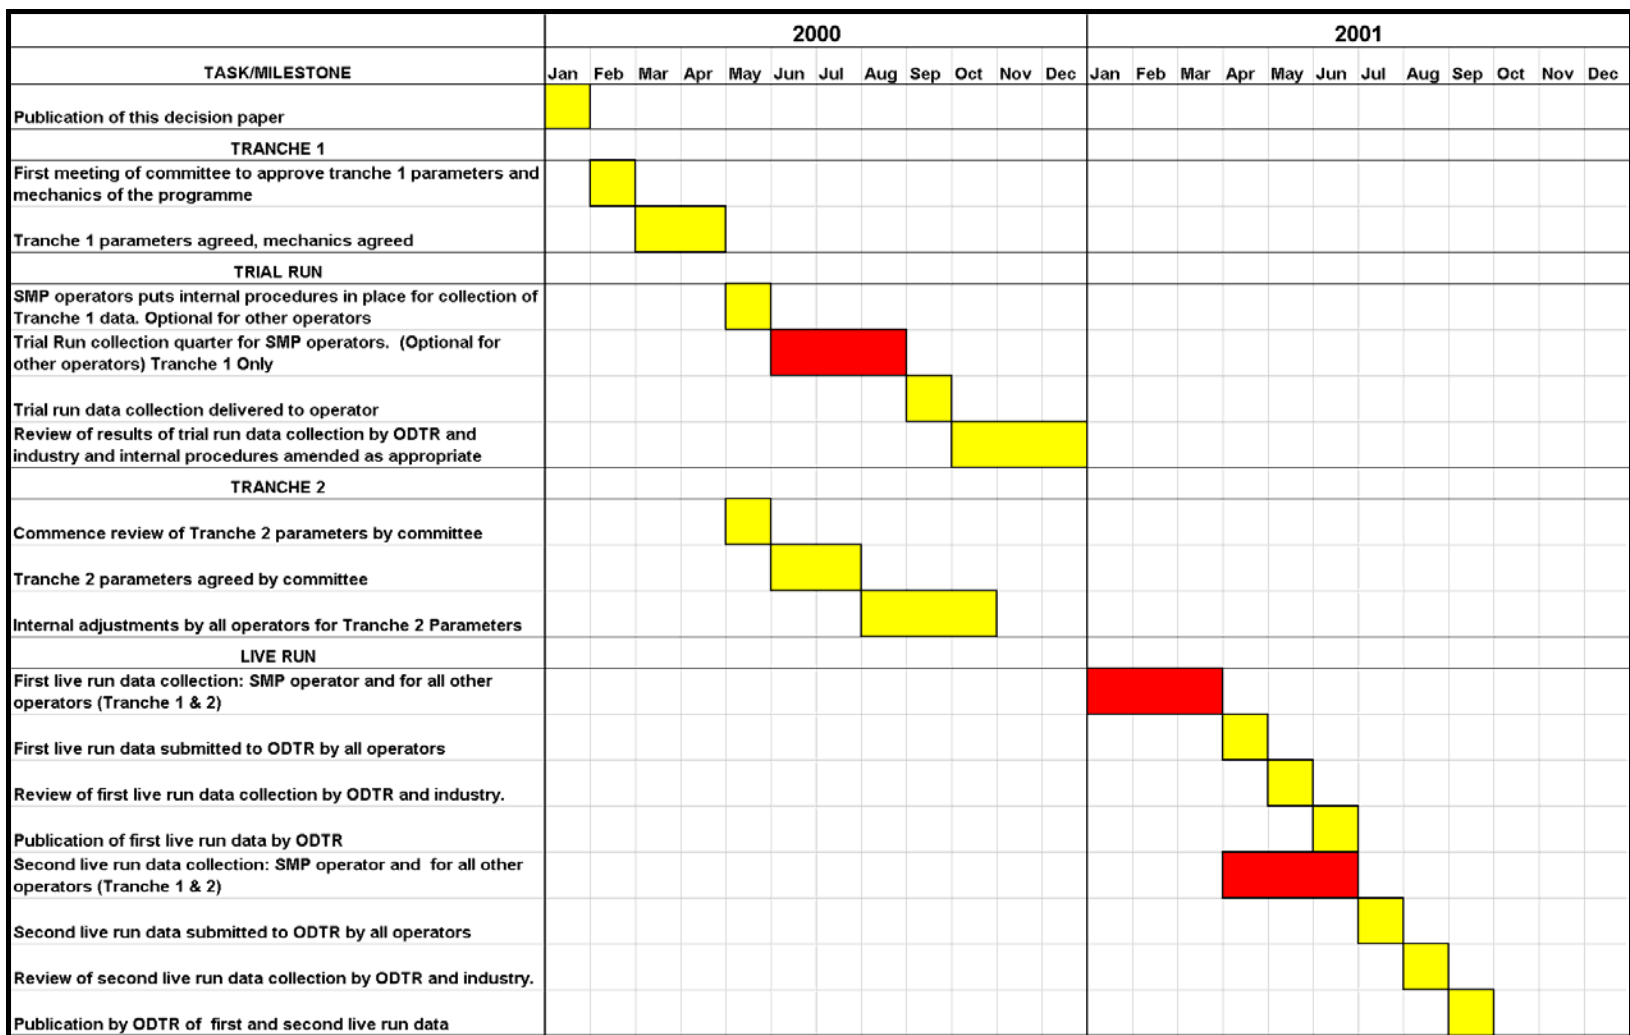 2000 2001
TASK/MILESTONE Jan Feb Mar Apr May Jun Jul Aug Sep Oct Nov Dec Jan Feb Mar Apr May Jun Jul Aug Sep Oct Nov Dec
Publication of this decision paper
TRANCHE 1
First meeting of committee to approve tranche 1 parameters and
mechanics of the programme
Tranche 1 parameters agreed, mechanics agreed
TRIAL RUN
SMP operators puts internal procedures in place for collection of
Tranche 1 data. Optional for other operators
Trial Run collection quarter for SMP operators. (Optional for
other operators) Tranche 1 Only
Trial run data collection delivered to operator
Review of results of trial run data collection by ODTR and
industry and internal procedures amended as appropriate
TRANCHE 2
Commence review of Tranche 2 parameters by committee
Tranche 2 parameters agreed by committee
Internal adjustments by all operators for Tranche 2 Parameters
LIVE RUN
First live run data collection: SMP operator and for all other
operators (Tranche 1 & 2)
First live run data submitted to ODTR by all operators
Review of first live run data collection by ODTR and industry.
Publication of first live run data by ODTR
Second live run data collection: SMP operator and for all other
operators (Tranche 1 & 2)
Second live run data submitted to ODTR by all operators
Review of second live run data collection by ODTR and industry.
Publication by ODTR of first and second live run data